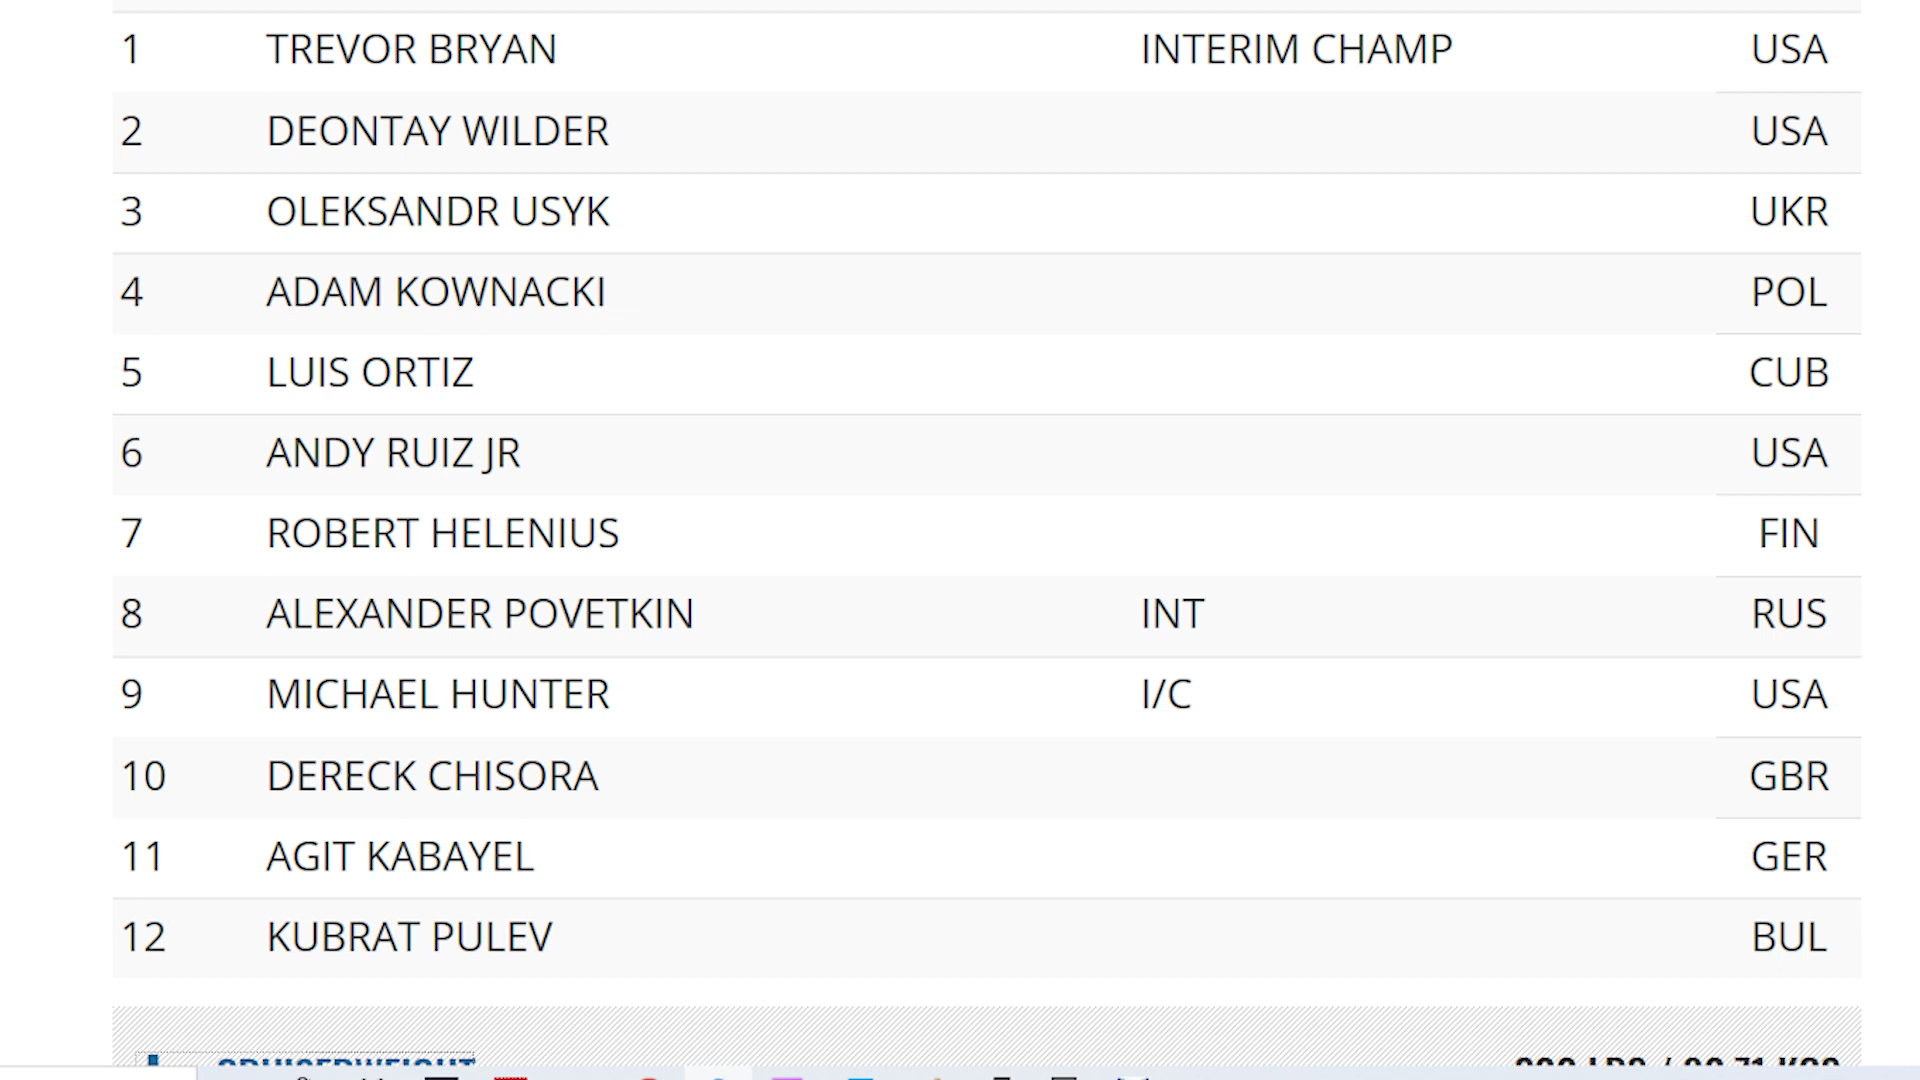 1 TREVOR BRYAN INTERIM CHAMP USA
2 DEONTAY WILDER USA
3 OLEKSANDR USYK UKR
4 ADAM KOWNACKI POL
5 LUIS ORTIZ CUB
6 ANDY RUIZ JR USA
7 ROBERT HELENIUS FIN
8 ALEXANDER POVETKIN INT RUS
9 MICHAEL HUNTER I/C USA
10 DERECK CHISORA GBR
11 AGIT KABAYEL GER
12 KUBRAT PULEV BUL
CRUISERWEIGHT